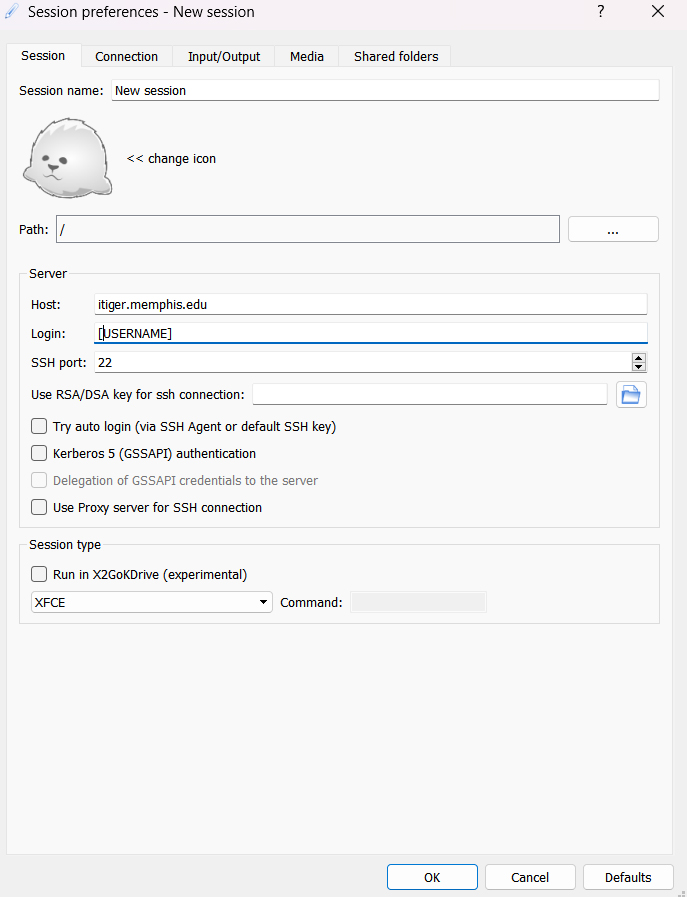 Session preferences - New session
?
Session Connection Input/Output Media Shared folders
Session name: New session
<< change icon
Path: / ...
Server
Host: itiger.memphis.edu
Login: [USERNAME]
SSH port: 22
Use RSA/DSA key for ssh connection:
Try auto login (via SSH Agent or default SSH key)
Kerberos 5 (GSSAPI) authentication
Delegation of GSSAPI credentials to the server
Use Proxy server for SSH connection
Session type
Run in X2GoKDrive (experimental)
XFCE Command:
OK Cancel Defaults